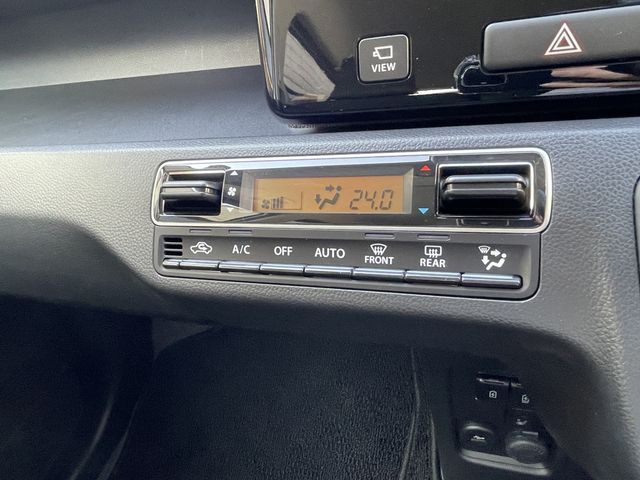 VIEW
24.0
A/C OFF AUTO FRONT REAR